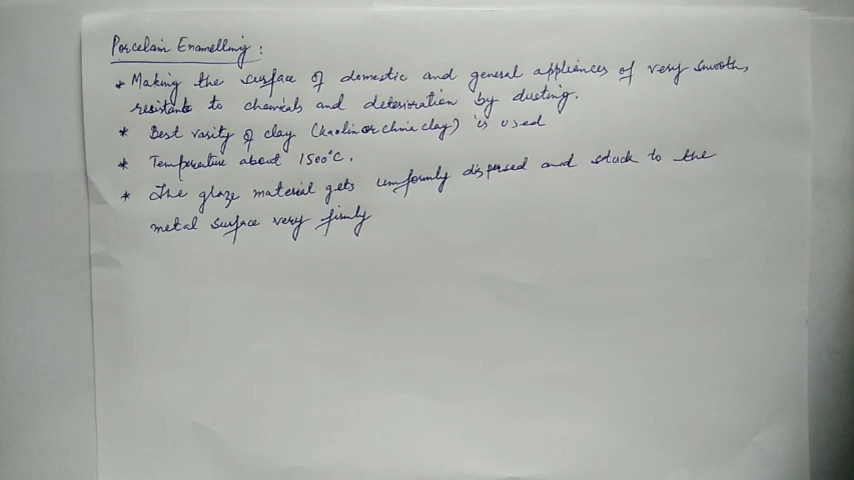 Porcelain Enamelling :
* Making the surface of domestic and general appliences of very smooth,
resistant to chemicals and deterioration by dusting.
* Best varity of clay (kaolin or china clay) is used
* Temperature about 1500°C.
* The glaze material gets uniformly dispersed and stuck to the
metal surface very firmly